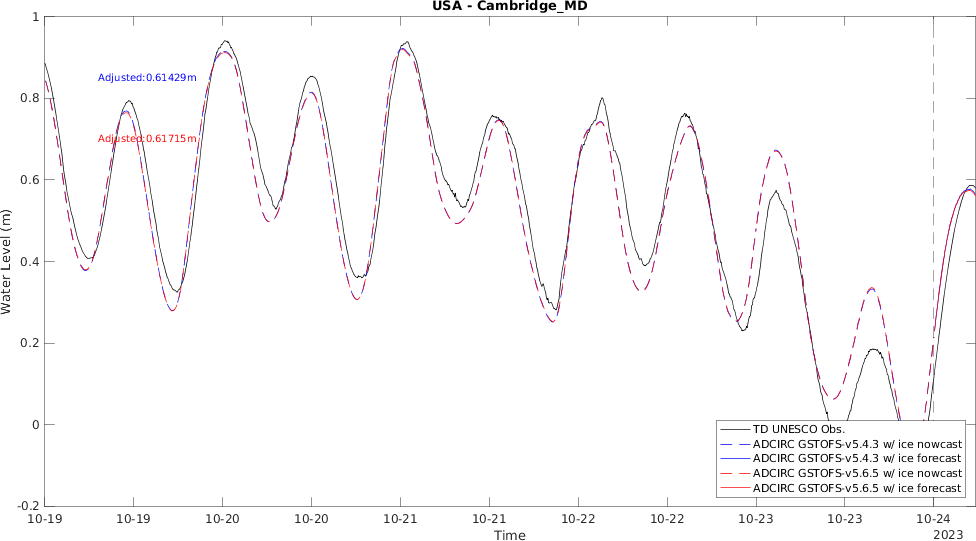 USA - Cambridge_MD
1
0.8
0.6
0.4
0.2
0
-0.2
Water Level (m)
Adjusted:0.61429m
Adjusted:0.61715m
TD UNESCO Obs.
ADCIRC GSTOFS-v5.4.3 w/ ice nowcast
ADCIRC GSTOFS-v5.4.3 w/ ice forecast
ADCIRC GSTOFS-v5.6.5 w/ ice nowcast
ADCIRC GSTOFS-v5.6.5 w/ ice forecast
10-19 10-19 10-20 10-20 10-21 10-21 10-22 10-22 10-23 10-23 10-24
Time
2023